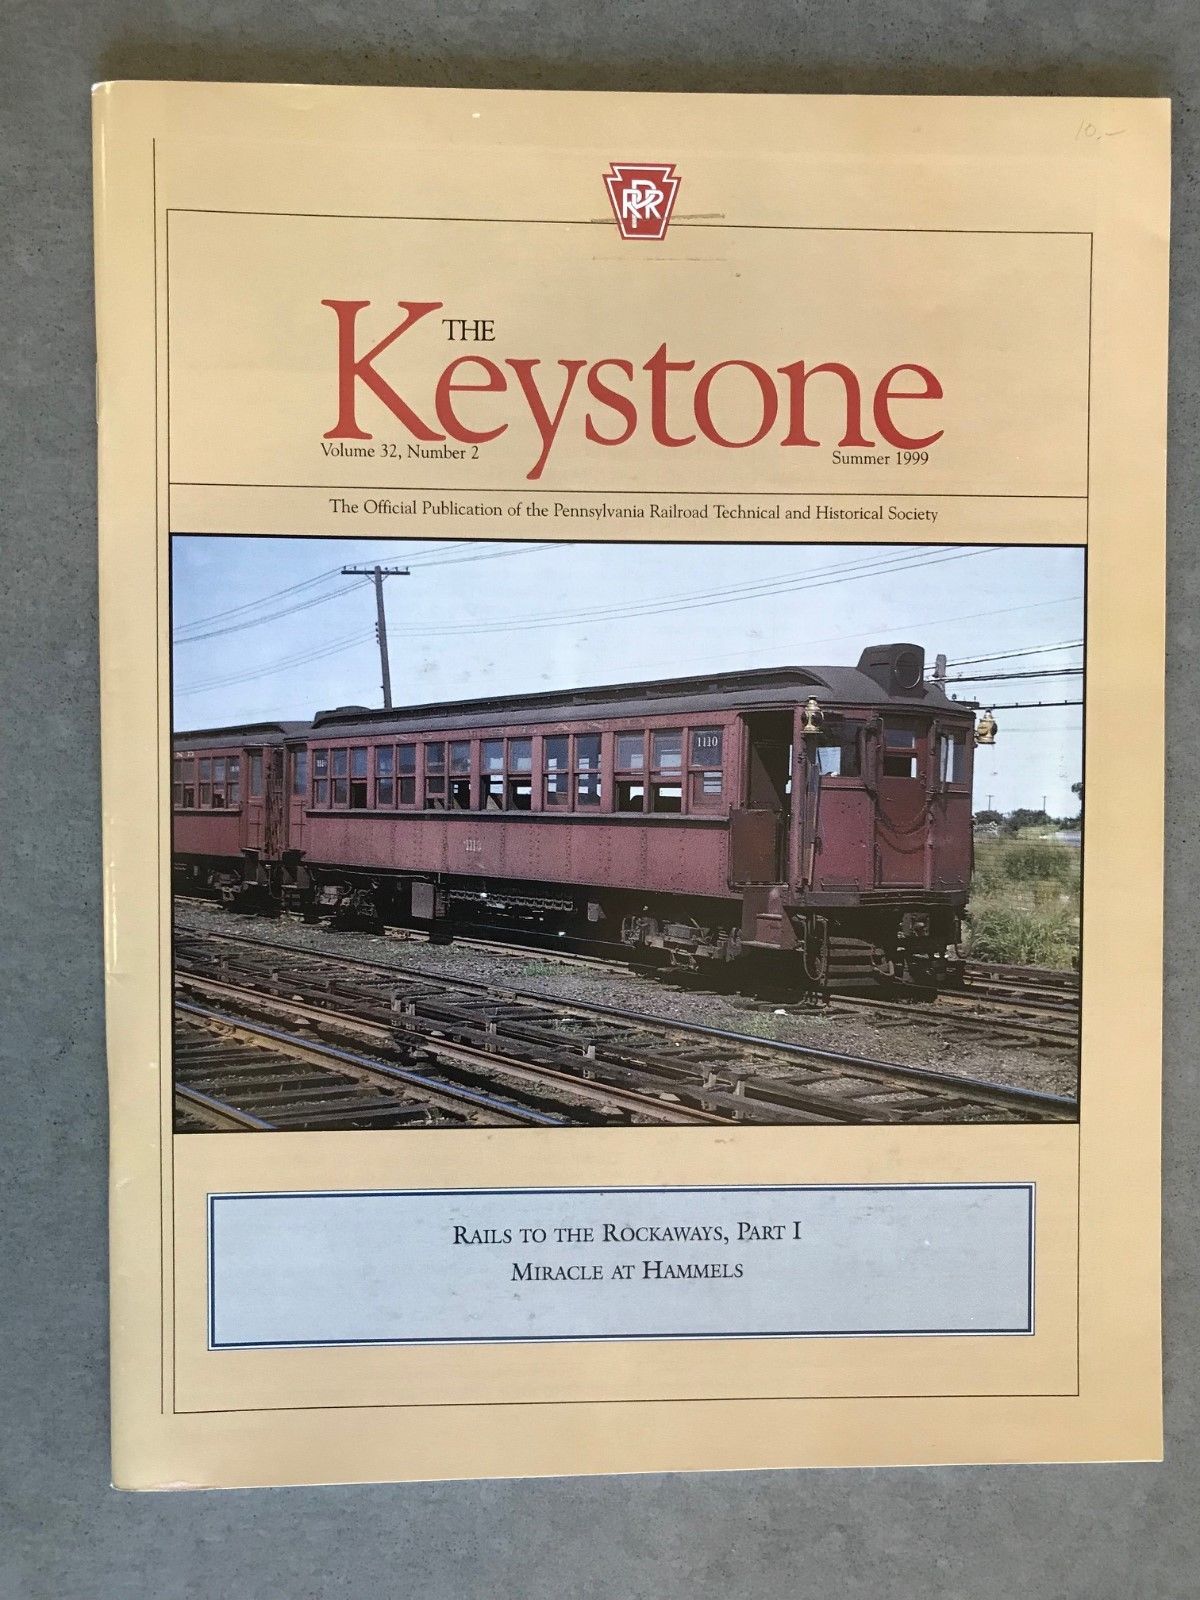 10,-
PRR
THE
Keystone
Volume 32, Number 2
Summer 1999
The Official Publication of the Pennsylvania Railroad Technical and Historical Society
1110
RAILS TO THE ROCKAWAYS, PART I
MIRACLE AT HAMMELS